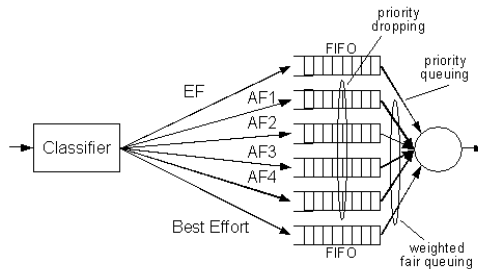 priority
dropping
FIFO
priority
queuing
EF
AF1
AF2
Classifier
AF3
AF4
Best Effort
FIFO
weighted
fair queuing